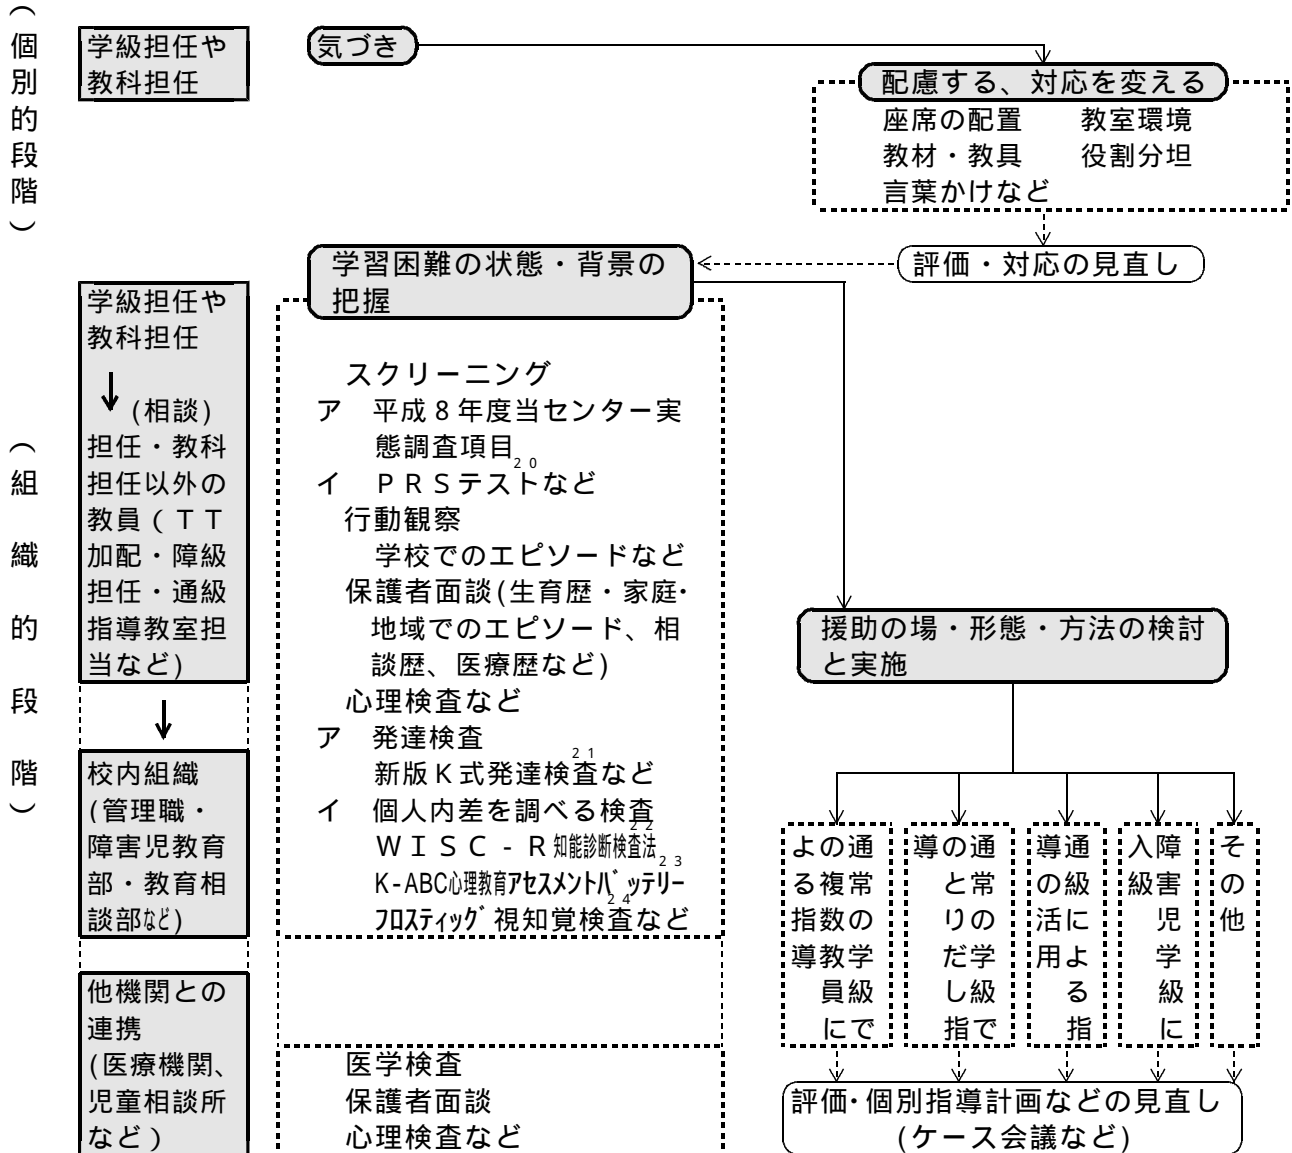 （個別的段階）
学級担任や
教科担任
気づき
配慮する、対応を変える
座席の配置　教室環境
教材・教具　役割分坦
言葉かけなど
評価・対応の見直し
学習困難の状態・背景の
把握
（組織的段階）
学級担任や
教科担任
(相談)
担任・教科
担任以外の
教員（ＴＴ
加配・障級
担任・通級
指導教室担
当など)
校内組織
(管理職・
障害児教育
部・教育相
談部など)
他機関との
連携
(医療機関、
児童相談所
など）
スクリーニング
ア　平成８年度当センター実
態調査項目
イ　ＰＲＳテスト20など
行動観察
学校でのエピソードなど
保護者面談(生育歴・家庭・
地域でのエピソード、相
談歴、医療歴など)
心理検査など
ア　発達検査
新版Ｋ式発達検査21など
イ　個人内差を調べる検査
ＷＩＳＣ-Ｒ知能診断検査法22
K-ABC心理教育アセスメントバッテリー23
フロスティッグ視知覚検査24など
医学検査
保護者面談
心理検査など
援助の場・形態・方法の検討
と実施
通常の学級で
の複数教員に
よる指導
通常の学級で
のとりだし指
導
通級による指
導の活用
障害児学級に
入級
その他
評価・個別指導計画などの見直し
(ケース会議など)